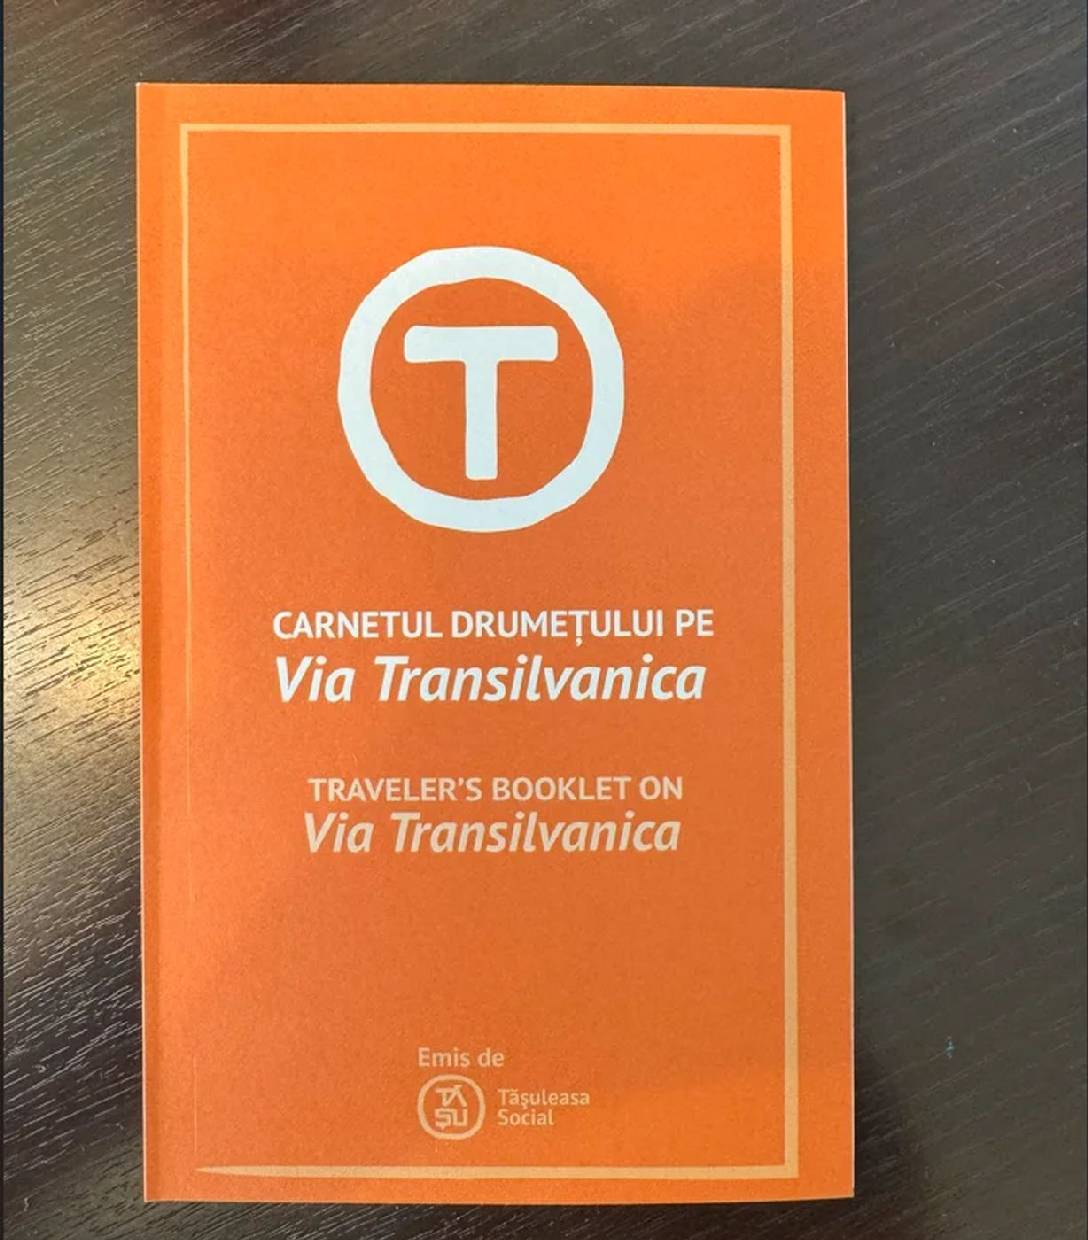 T
CARNETUL DRUMEȚULUI PE
Via Transilvanica
TRAVELER'S BOOKLET ON
Via Transilvanica
Emis de
TĂ
ȘU
Tășuleasa
Social